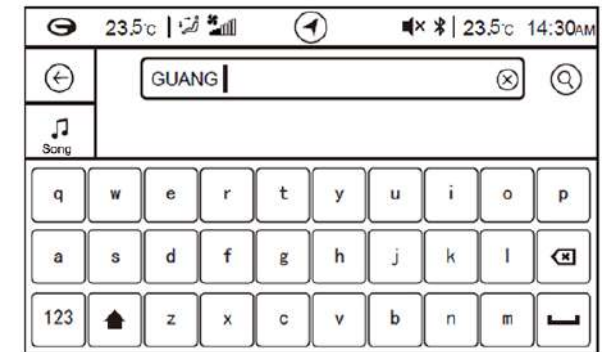 23.5°C 23.5°C 14:30AM
GUANG
Song
q w e r t y u i o p
a s d f g h j k l
123 z x c v b n m